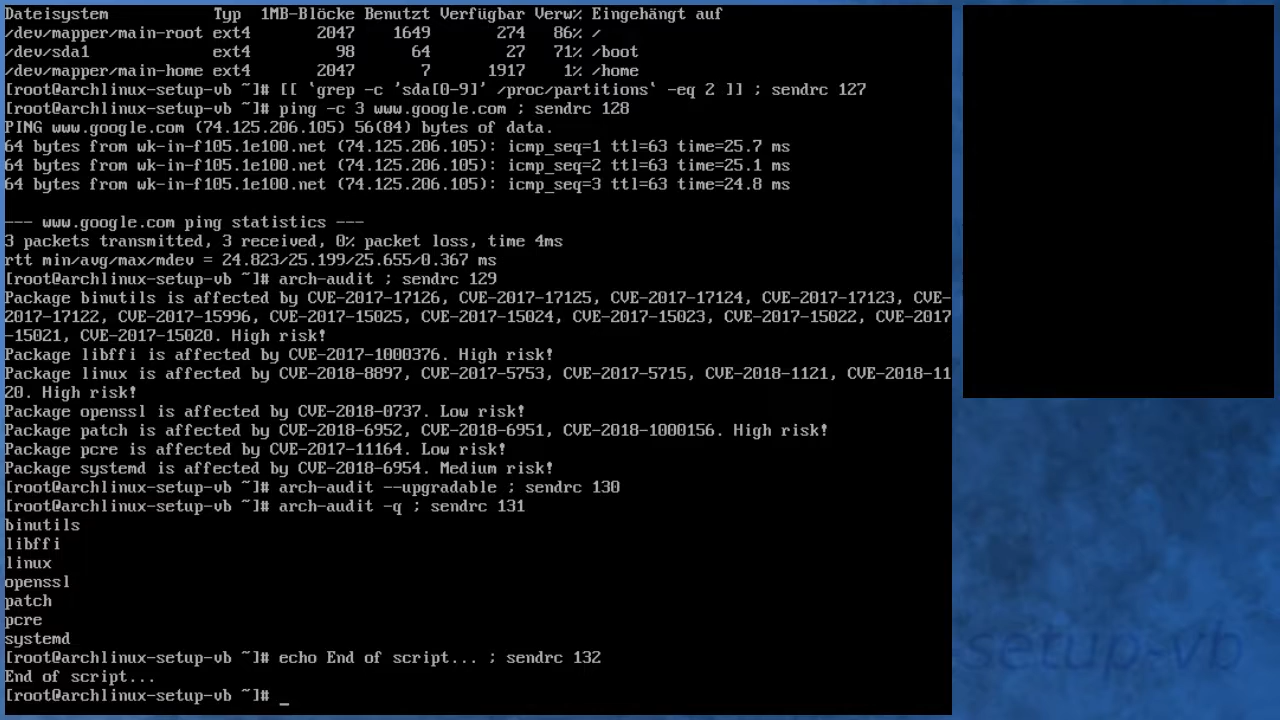 Dateisystem Typ 1MB-Blöcke Benutzt Verfügbar Verw% Eingehängt auf
/dev/mapper/main-root ext4 2047 1649 274 86% /
/dev/sda1 ext4 98 64 27 71% /boot
/dev/mapper/main-home ext4 2047 7 1917 1% /home
[root@archlinux-setup-vb ~]# [[ `grep -c 'sda[0-9]' /proc/partitions` -eq 2 ]] ; sendrc 127
[root@archlinux-setup-vb ~]# ping -c 3 www.google.com ; sendrc 128
PING www.google.com (74.125.206.105) 56(84) bytes of data.
64 bytes from wk-in-f105.1e100.net (74.125.206.105): icmp_seq=1 ttl=63 time=25.7 ms
64 bytes from wk-in-f105.1e100.net (74.125.206.105): icmp_seq=2 ttl=63 time=25.1 ms
64 bytes from wk-in-f105.1e100.net (74.125.206.105): icmp_seq=3 ttl=63 time=24.8 ms
--- www.google.com ping statistics ---
3 packets transmitted, 3 received, 0% packet loss, time 4ms
rtt min/avg/max/mdev = 24.823/25.199/25.655/0.367 ms
[root@archlinux-setup-vb ~]# arch-audit ; sendrc 129
Package binutils is affected by CVE-2017-17126, CVE-2017-17125, CVE-2017-17124, CVE-2017-17123, CVE-
2017-17122, CVE-2017-15996, CVE-2017-15025, CVE-2017-15024, CVE-2017-15023, CVE-2017-15022, CVE-2017
-15021, CVE-2017-15020. High risk!
Package libffi is affected by CVE-2017-1000376. High risk!
Package linux is affected by CVE-2018-8897, CVE-2017-5753, CVE-2017-5715, CVE-2018-1121, CVE-2018-11
20. High risk!
Package openssl is affected by CVE-2018-0737. Low risk!
Package patch is affected by CVE-2018-6952, CVE-2018-6951, CVE-2018-1000156. High risk!
Package pcre is affected by CVE-2017-11164. Low risk!
Package systemd is affected by CVE-2018-6954. Medium risk!
[root@archlinux-setup-vb ~]# arch-audit --upgradable ; sendrc 130
[root@archlinux-setup-vb ~]# arch-audit -q ; sendrc 131
binutils
libffi
linux
openssl
patch
pcre
systemd
[root@archlinux-setup-vb ~]# echo End of script... ; sendrc 132
End of script...
[root@archlinux-setup-vb ~]# _
setup-vb